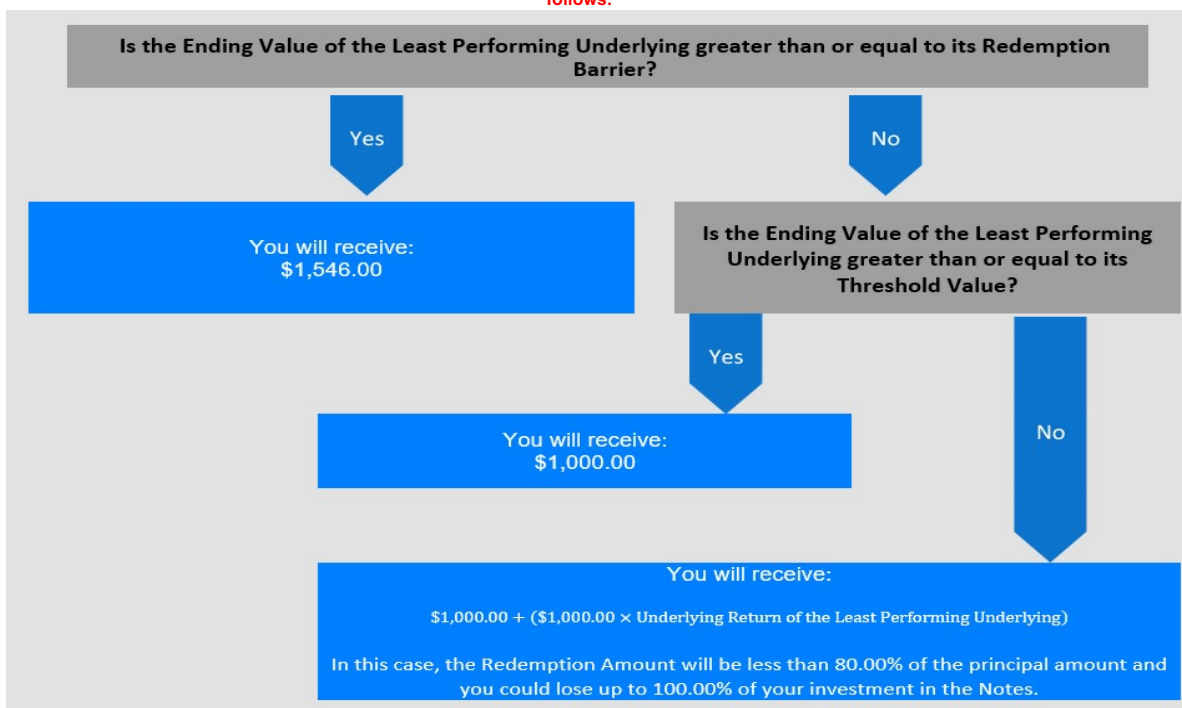 follows:
Is the Ending Value of the Least Performing Underlying greater than or equal to its Redemption
Barrier?
Yes
No
You will receive:
$1,546.00
Is the Ending Value of the Least Performing
Underlying greater than or equal to its
Threshold Value?
Yes
No
You will receive:
$1,000.00
You will receive:
$1,000.00 + ($1,000.00 × Underlying Return of the Least Performing Underlying)
In this case, the Redemption Amount will be less than 80.00% of the principal amount and
you could lose up to 100.00% of your investment in the Notes.